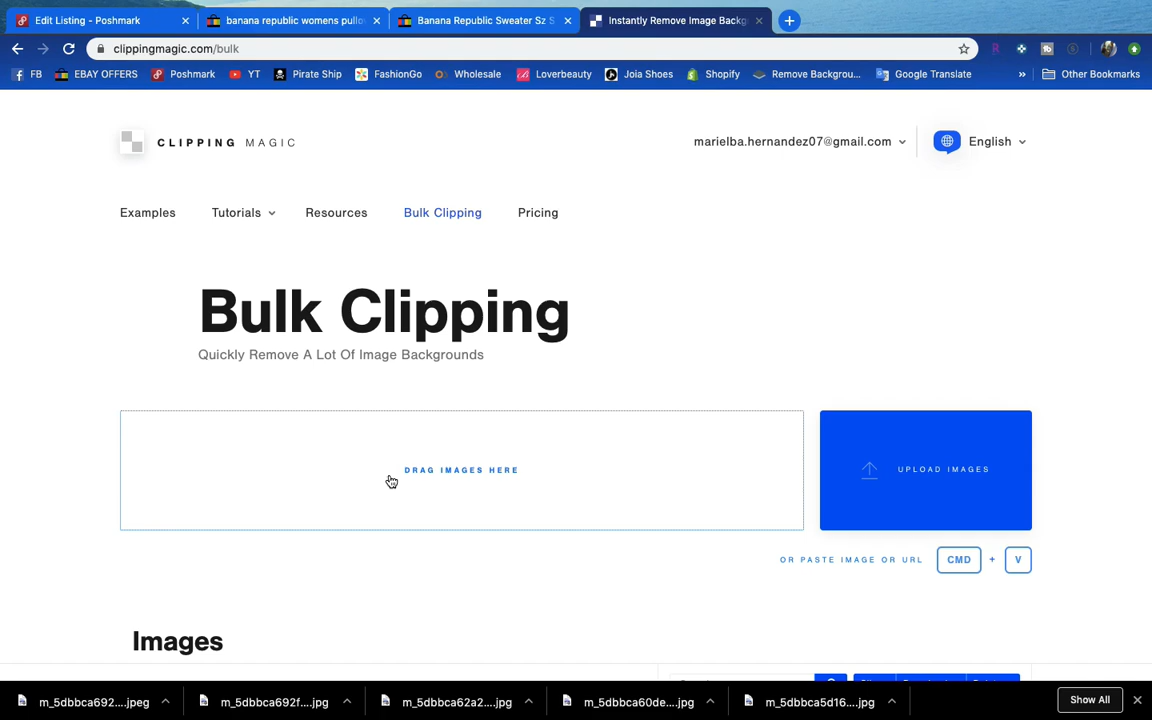 Edit Listing - Poshmark
banana republic womens pullov
Banana Republic Sweater Sz S
Instantly Remove Image Backg
clippingmagic.com/bulk
FB
EBAY OFFERS
Poshmark
YT
Pirate Ship
FashionGo
Wholesale
Loverbeauty
Joia Shoes
Shopify
Remove Backgrou...
Google Translate
»
Other Bookmarks
CLIPPING MAGIC
marielba.hernandez07@gmail.com
English
Examples
Tutorials
Resources
Bulk Clipping
Pricing
Bulk Clipping
Quickly Remove A Lot Of Image Backgrounds
DRAG IMAGES HERE
UPLOAD IMAGES
OR PASTE IMAGE OR URL CMD + V
Images
m_5dbbca692....jpeg
m_5dbbca692f....jpg
m_5dbbca62a2....jpg
m_5dbbca60de....jpg
m_5dbbca5d16....jpg
Show All